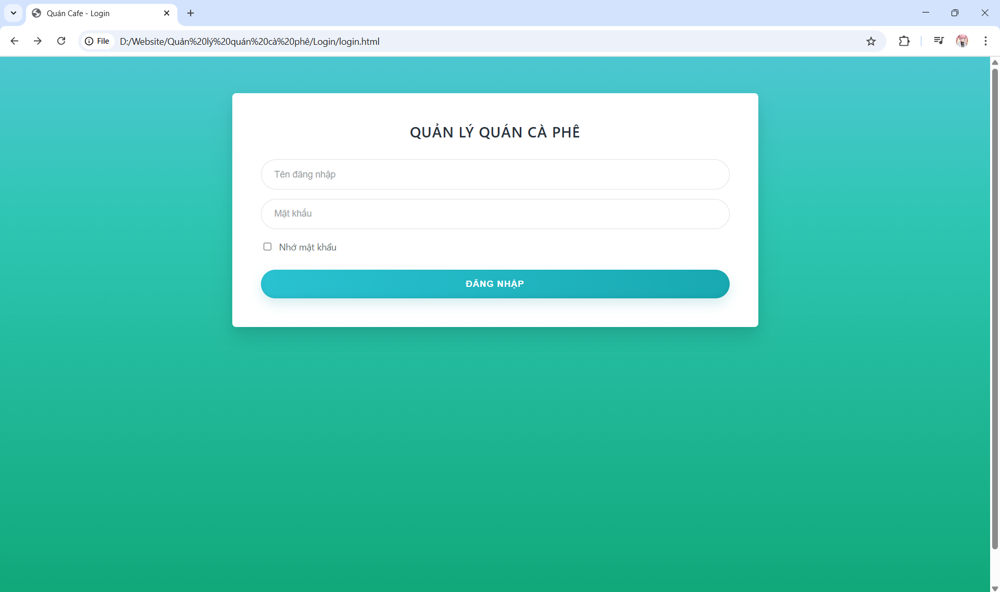 Quán Cafe - Login
File D:/Website/Quản%20lý%20quán%20cà%20phê/Login/login.html
QUẢN LÝ QUÁN CÀ PHÊ
Tên đăng nhập
Mật khẩu
Nhớ mật khẩu
ĐĂNG NHẬP